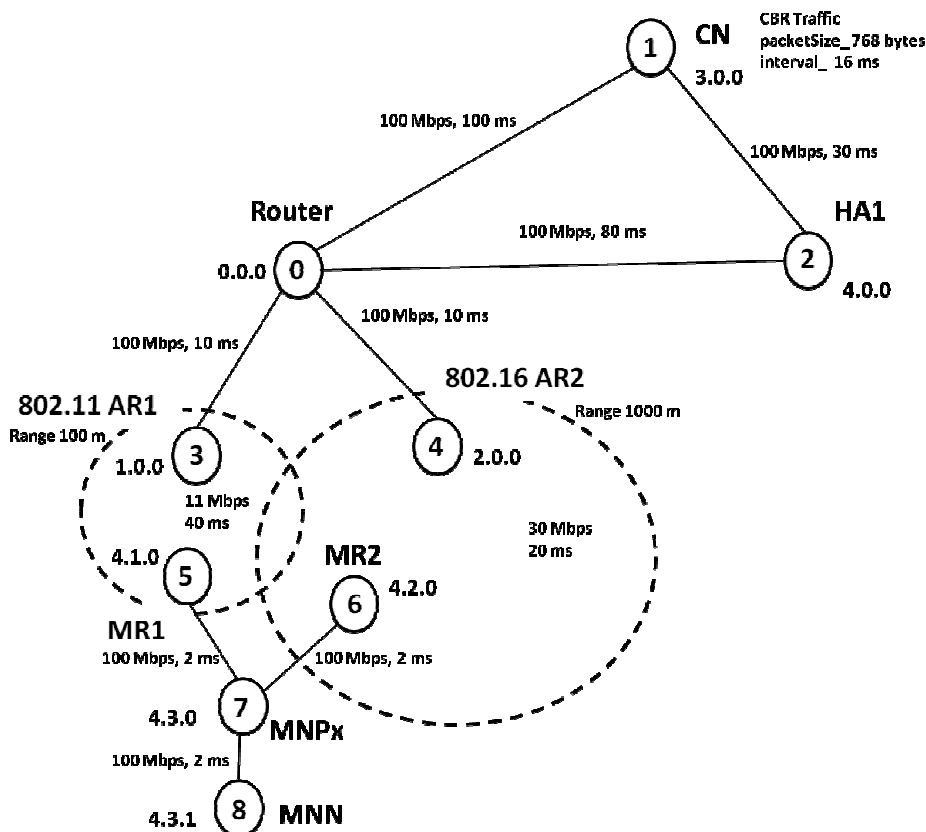 CBR Traffic
packetSize_768 bytes
interval_ 16 ms
1
CN
3.0.0
100 Mbps, 100 ms
100 Mbps, 30 ms
Router
HA1
100 Mbps, 80 ms
0.0.0
0
2
4.0.0
100 Mbps, 10 ms
100 Mbps, 10 ms
802.16 AR2
802.11 AR1
Range 1000 m
Range 100 m
3
1.0.0
4
2.0.0
11 Mbps
40 ms
30 Mbps
20 ms
4.1.0
5
MR2
4.2.0
6
MR1
100 Mbps, 2 ms
100 Mbps, 2 ms
7
4.3.0
MNPx
100 Mbps, 2 ms
8
4.3.1
MNN